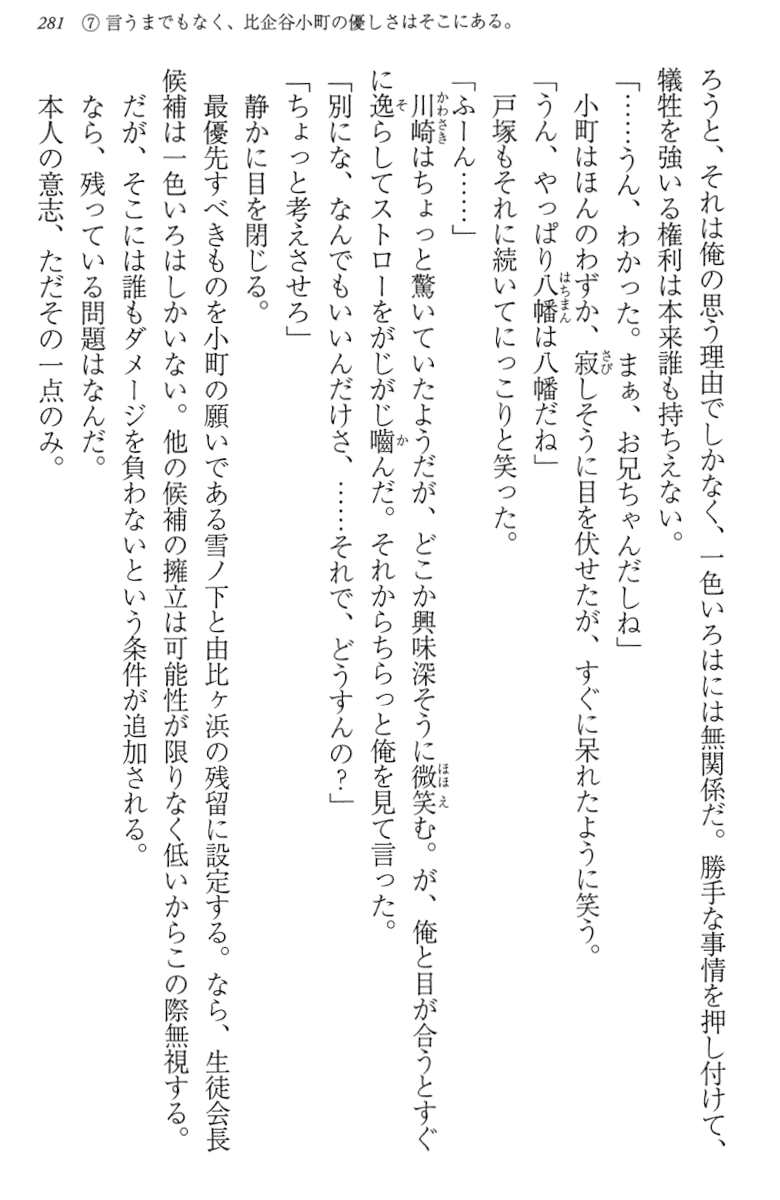 281 ⑦ 言うまでもなく、比企谷小町の優しさはそこにある。
ろうと、それは俺の思う理由でしかなく、一色いろはには無関係だ。勝手な事情を押し付けて、
犠牲を強いる権利は本来誰も持ちえない。
「……うん、わかった。まぁ、お兄ちゃんだしね」
小町はほんのわずか、寂しそうに目を伏せたが、すぐに呆れたように笑う。
「うん、やっぱり八幡は八幡だね」
戸塚もそれに続いてにっこりと笑った。
「ふーん……」
川崎はちょっと驚いていたようだが、どこか興味深そうに微笑む。が、俺と目が合うとすぐ
に逸らしてストローをがじがじ嚙んだ。それからちらっと俺を見て言った。
「別にな、なんでもいいんだけさ、……それで、どうすんの？」
「ちょっと考えさせろ」
静かに目を閉じる。
最優先すべきものを小町の願いである雪ノ下と由比ヶ浜の残留に設定する。なら、生徒会長
候補は一色いろはしかいない。他の候補の擁立は可能性が限りなく低いからこの際無視する。
だが、そこには誰もダメージを負わないという条件が追加される。
なら、残っている問題はなんだ。
本人の意志、ただその一点のみ。